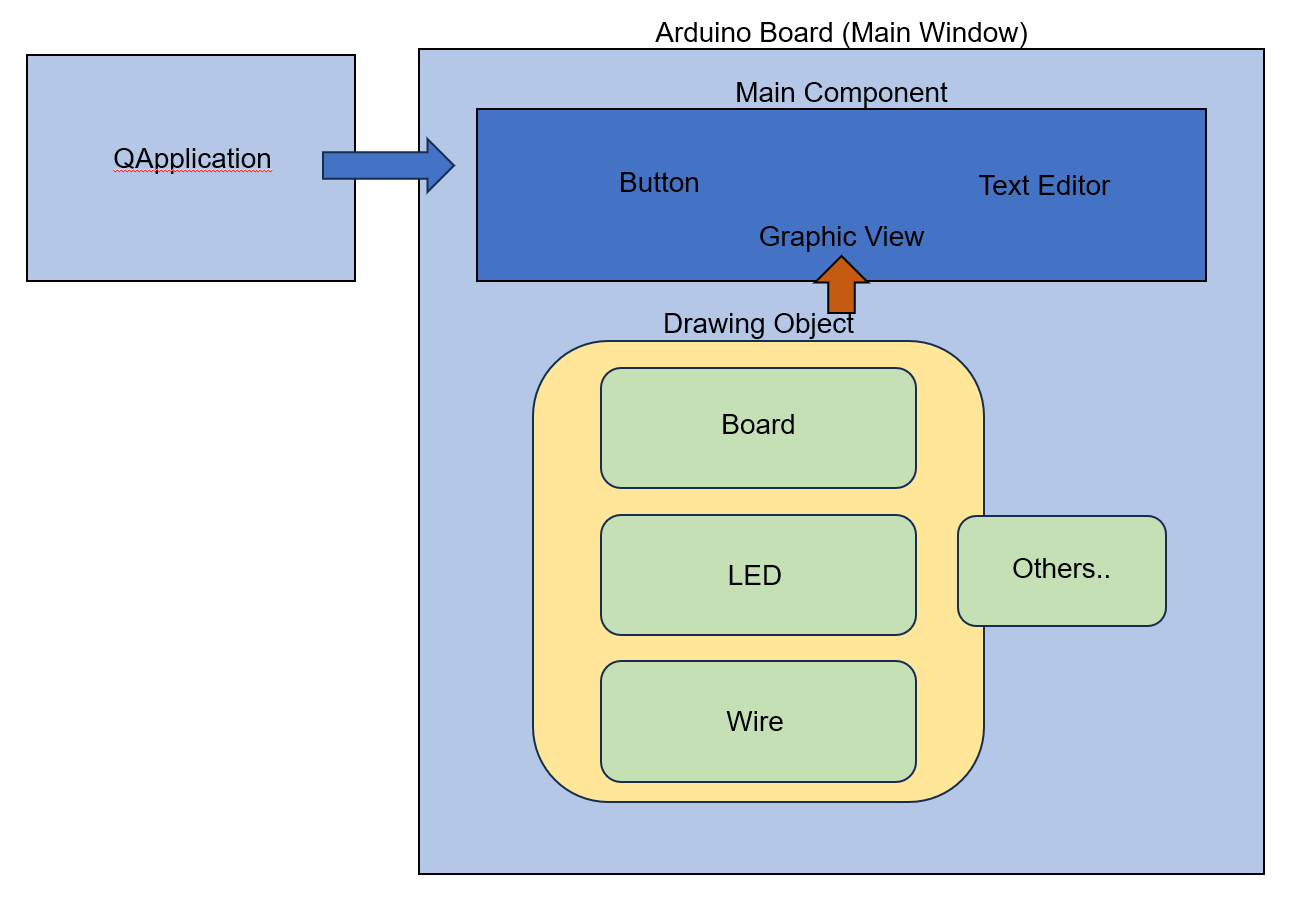 Arduino Board (Main Window)
Main Component
QApplication
Button
Text Editor
Graphic View
Drawing Object
Board
LED
Others..
Wire